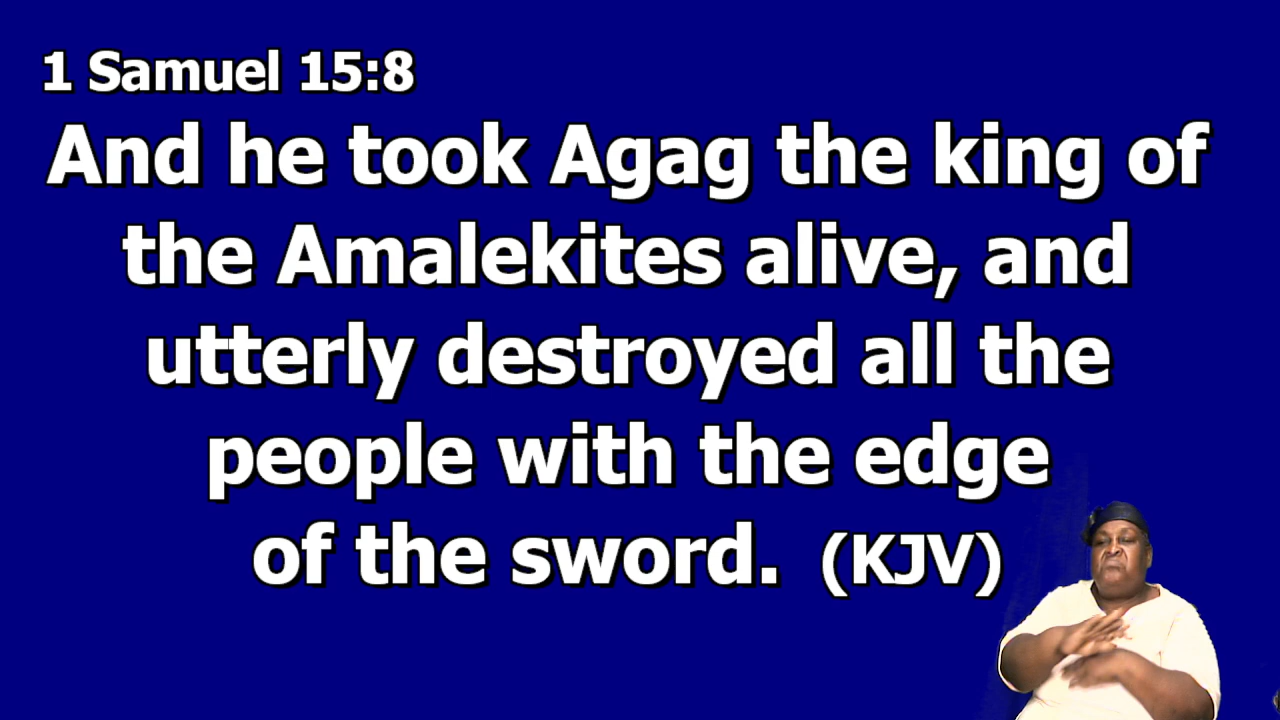 1 Samuel 15:8
And he took Agag the king of
the Amalekites alive, and
utterly destroyed all the
people with the edge
of the sword. (KJV)